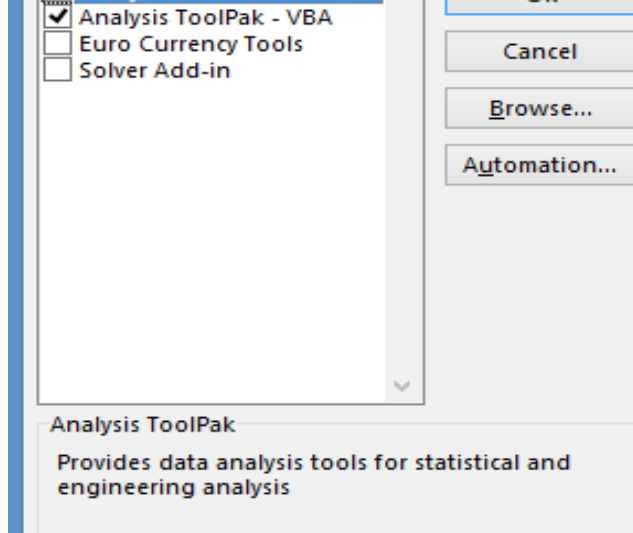 Analysis ToolPak - VBA
Euro Currency Tools
Solver Add-in
Cancel
Browse...
Automation...
Analysis ToolPak
Provides data analysis tools for statistical and
engineering analysis